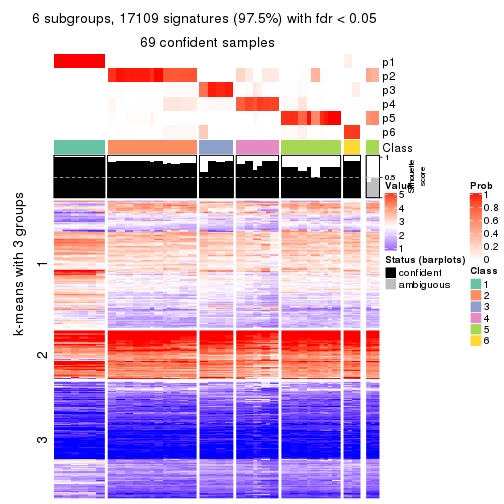 6 subgroups, 17109 signatures (97.5%) with fdr < 0.05
69 confident samples
p1
p2
p3
p4
p5
p6
Class
1
0.5
0
Silhouette
score
k-means with 3 groups
1
2
3
Value
5
4
3
2
1
Status (barplots)
confident
ambiguous
Prob
1
0.8
0.6
0.4
0.2
0
Class
1
2
3
4
5
6